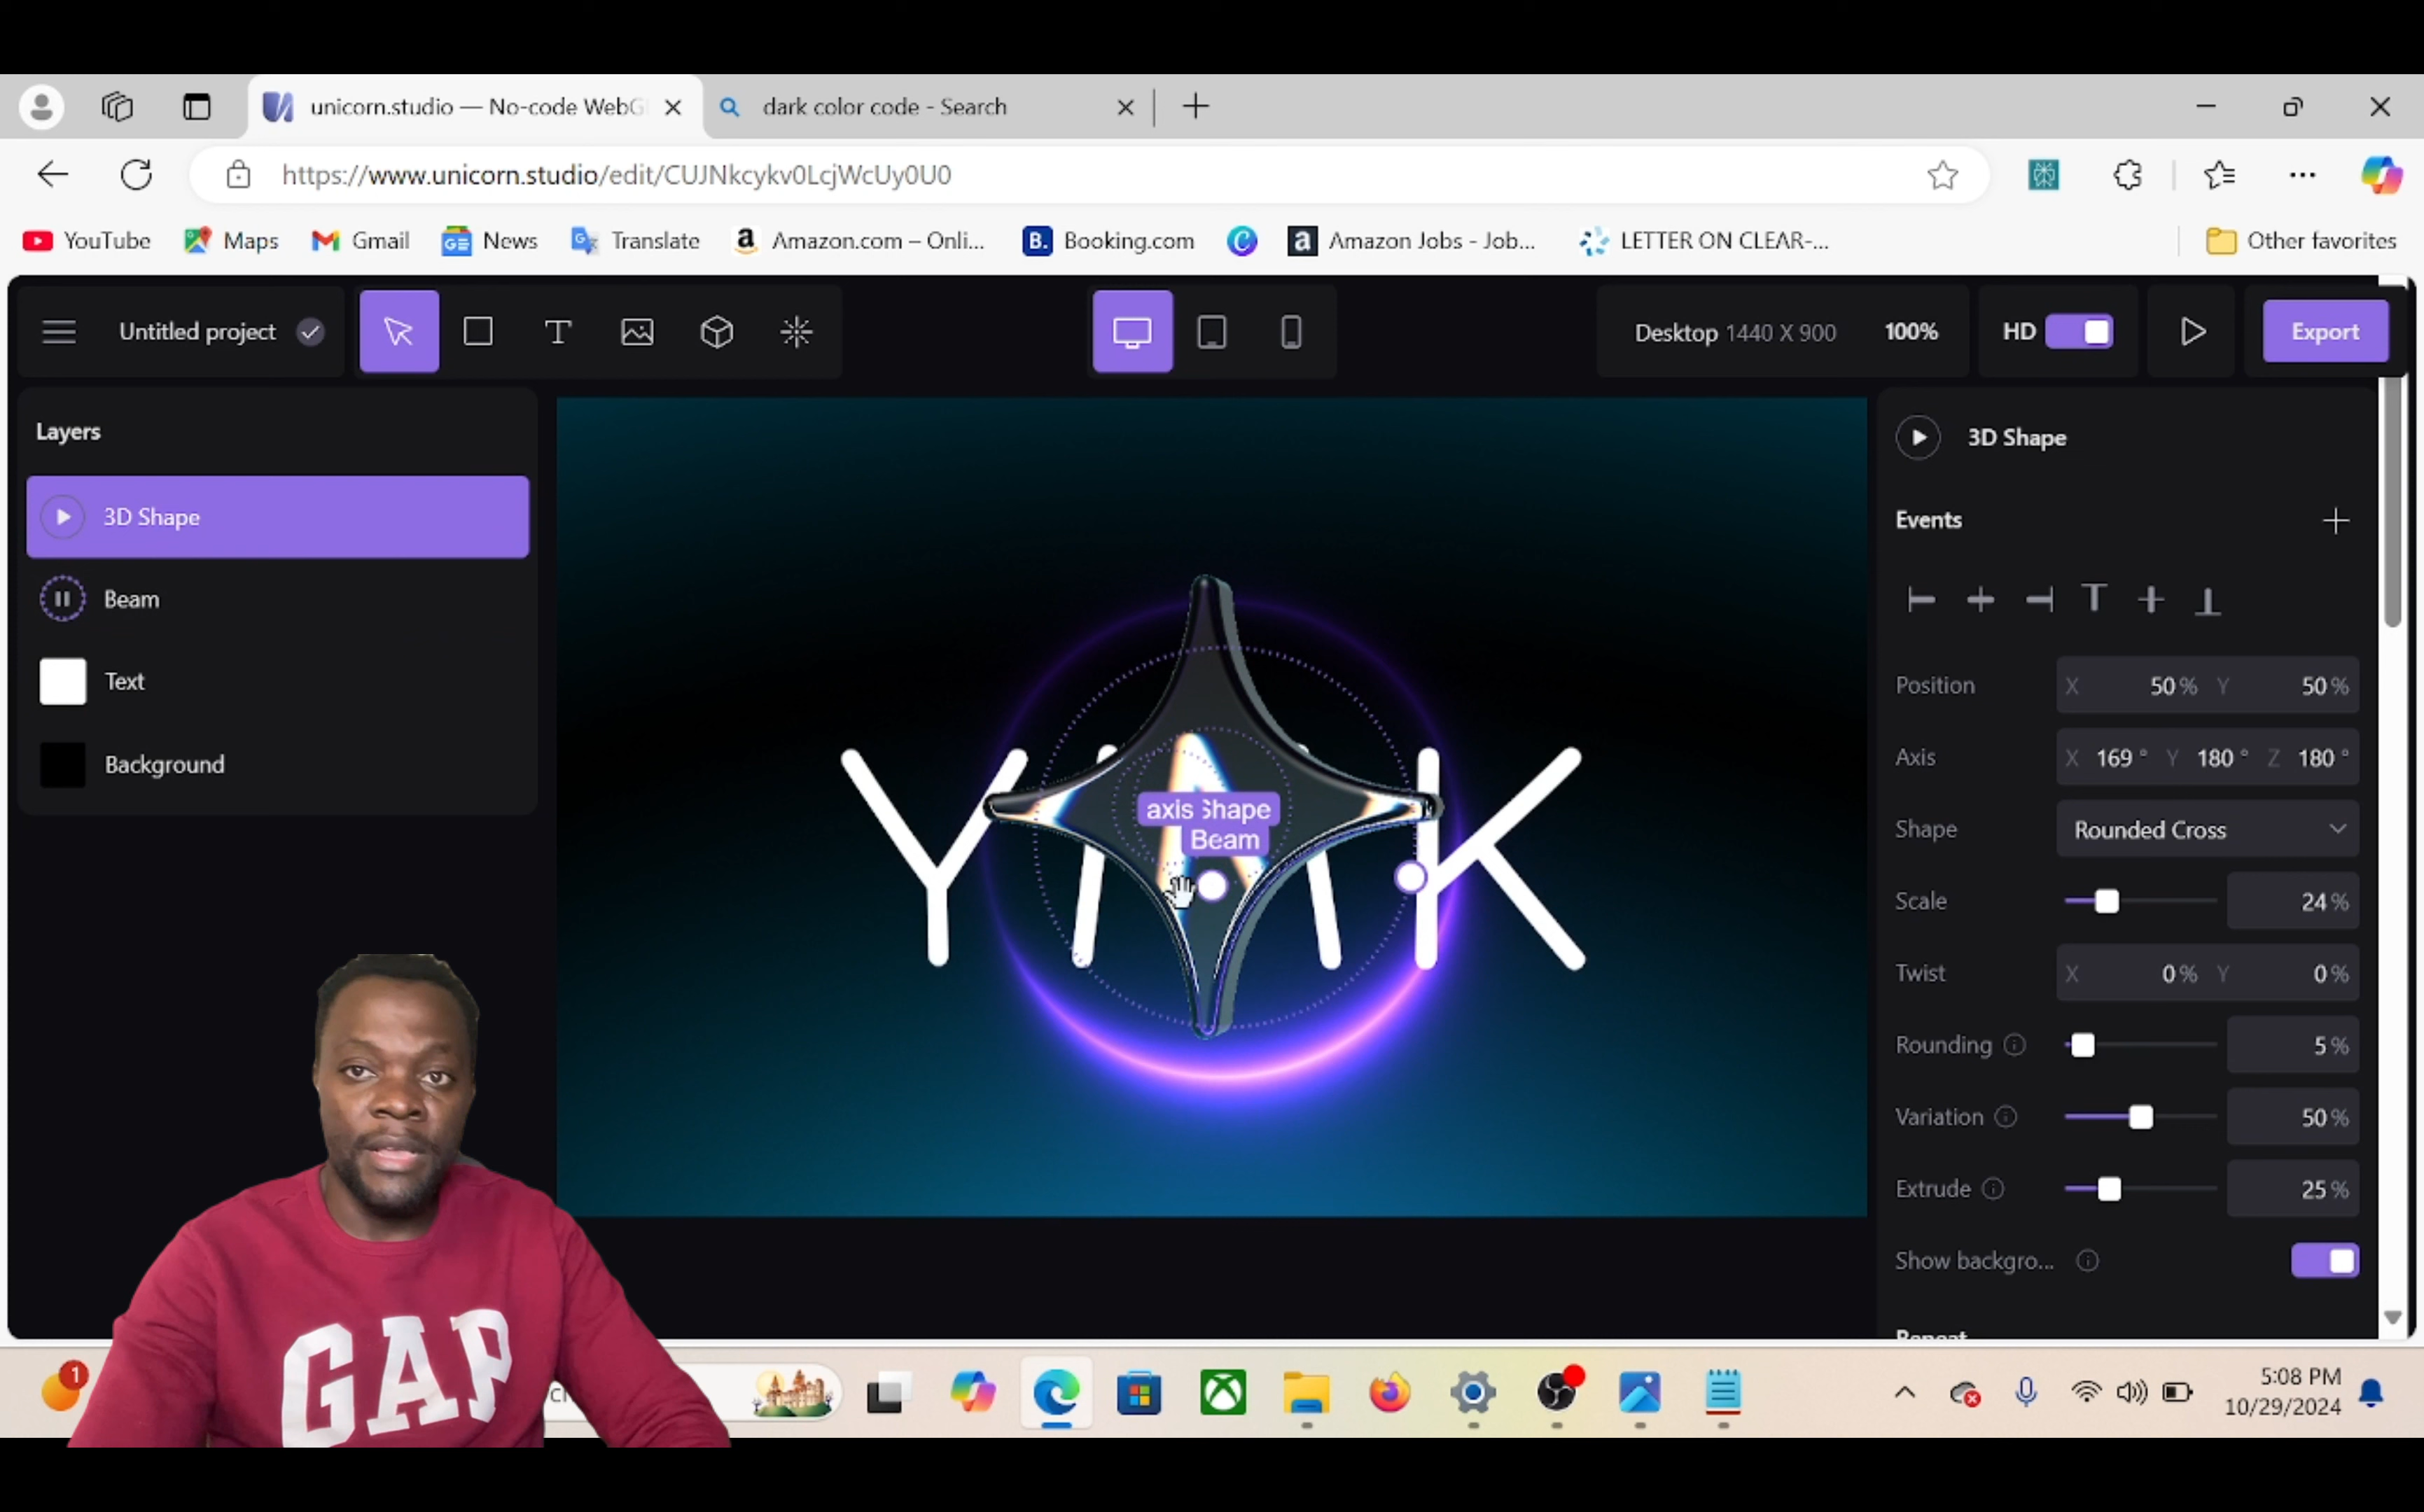 unicorn.studio — No-code WebG
dark color code - Search
https://www.unicorn.studio/edit/CUJNkcykv0LcjWcUy0U0
YouTube
Maps
Gmail
News
Translate
Amazon.com – Onli...
B. Booking.com
Amazon Jobs - Job...
LETTER ON CLEAR-...
Other favorites
Untitled project
Desktop 1440 X 900 100%
HD
Export
Layers
3D Shape
Beam
Text
Background
axis Shape
Beam
3D Shape
Events
Position X 50 % Y 50 %
Axis X 169 ° Y 180 ° Z 180 °
Shape Rounded Cross
Scale 24 %
Twist X 0 % Y 0 %
Rounding 5 %
Variation 50 %
Extrude 25 %
Show backgro...
Repeat
GAP
1
5:08 PM
10/29/2024